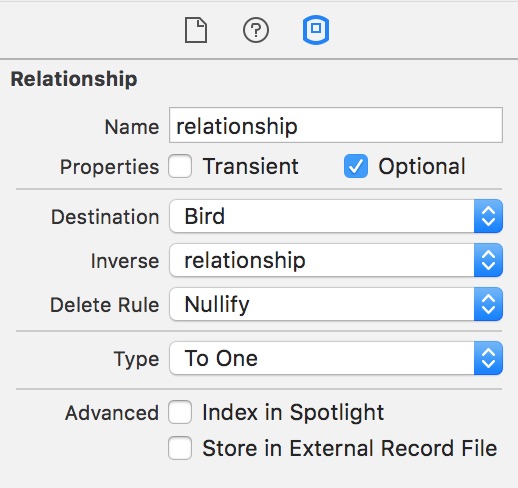 Relationship
Name relationship
Properties Transient Optional
Destination Bird
Inverse relationship
Delete Rule Nullify
Type To One
Advanced Index in Spotlight
Store in External Record File